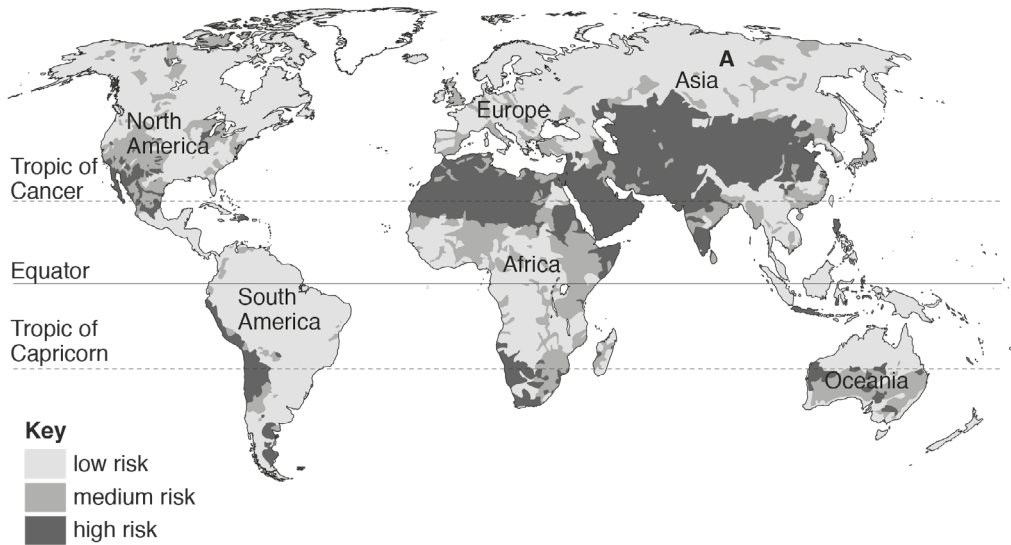 A
Asia
Europe
North
America
Tropic of
Cancer
Africa
Equator
South
America
Tropic of
Capricorn
Oceania
Key
low risk
medium risk
high risk